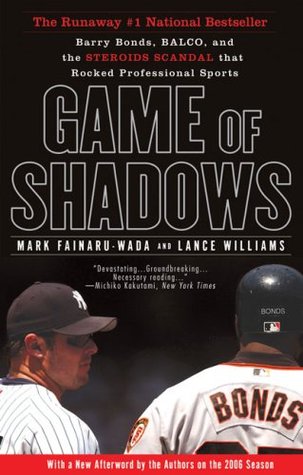 The Runaway #1 National Bestseller
Barry Bonds, BALCO, and
the STEROIDS SCANDAL that
Rocked Professional Sports
GAME OF
SHADOWS
MARK FAINARU-WADA AND LANCE WILLIAMS
"Devastating...Groundbreaking...
Necessary reading..."
—Michiko Kakutani, New York Times
BONDS
BONDS
With a New Afterword by the Authors on the 2006 Season